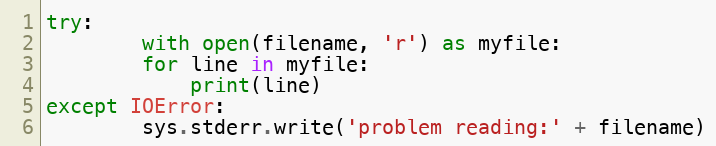 1 try:
2         with open(filename, 'r') as myfile:
3         for line in myfile:
4             print(line)
5 except IOError:
6         sys.stderr.write('problem reading:' + filename)